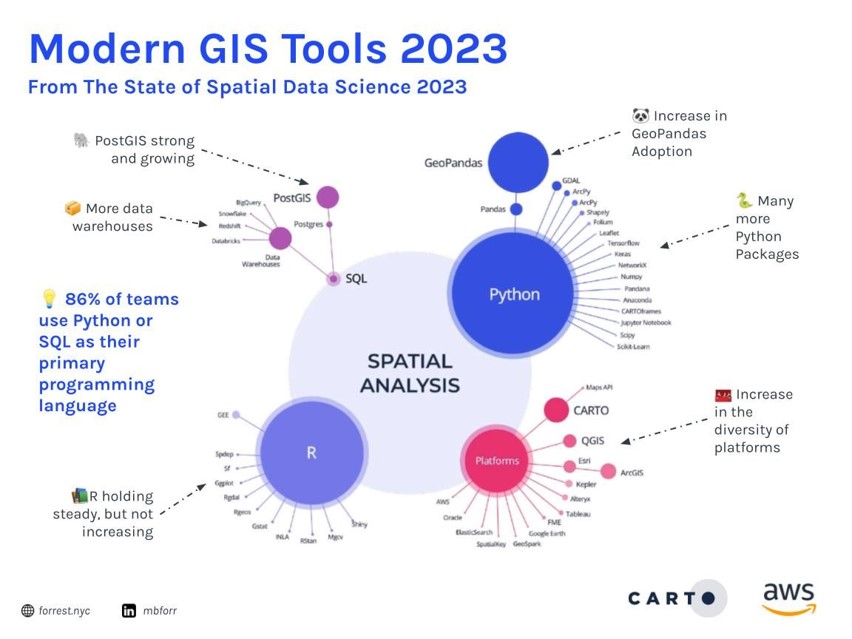 Modern GIS Tools 2023
From The State of Spatial Data Science 2023
PostGIS strong
and growing
More data
warehouses
86% of teams
use Python or
SQL as their
primary
programming
language
R holding
steady, but not
increasing
Increase in
GeoPandas
Adoption
Many
more
Python
Packages
Increase
in the
diversity of
platforms
SPATIAL
ANALYSIS
PostGIS
Postgres
BigQuery
Snowflake
Redshift
Databricks
Data
Warehouses
SQL
GeoPandas
Pandas
Python
GDAL
ArcPy
ArcPy
Shapely
Folium
Leaflet
Tensorflow
Keras
NetworkX
Numpy
Pandana
Anaconda
CARTOframes
Jupyter Notebook
Scipy
Scikit-Learn
R
GEE
Spdep
Sf
Ggplot
Rgdal
Rgeos
Gstat
INLA
RStan
Mgcv
Shiny
Platforms
Maps API
CARTO
QGIS
Esri
ArcGIS
Kepler
Alteryx
Tableau
FME
Google Earth
GeoSpark
SpatialKey
ElasticSearch
Oracle
AWS
forrest.nyc
mbforr
CARTO
aws